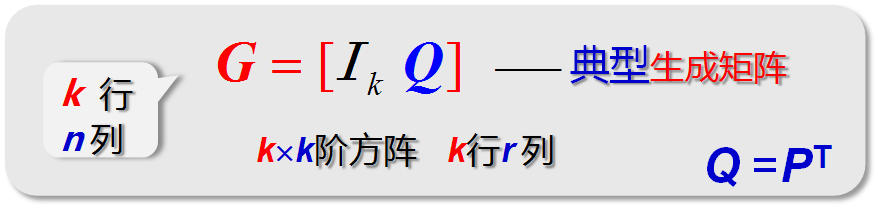 G = [I_k Q] —— 典型生成矩阵
k 行
n 列
k×k阶方阵 k行r 列
Q = P^T